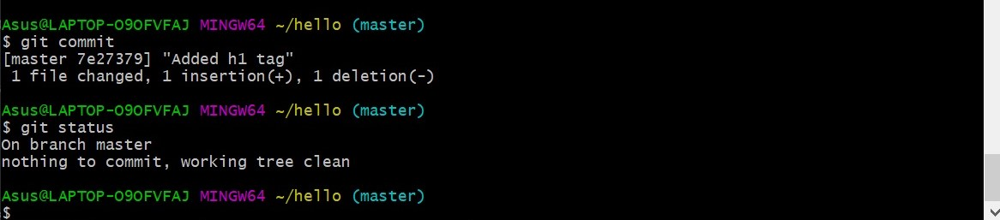 Asus@LAPTOP-O9OFVFAJ MINGW64 ~/hello (master)
$ git commit
[master 7e27379] "Added h1 tag"
 1 file changed, 1 insertion(+), 1 deletion(-)
Asus@LAPTOP-O9OFVFAJ MINGW64 ~/hello (master)
$ git status
On branch master
nothing to commit, working tree clean
Asus@LAPTOP-O9OFVFAJ MINGW64 ~/hello (master)
$